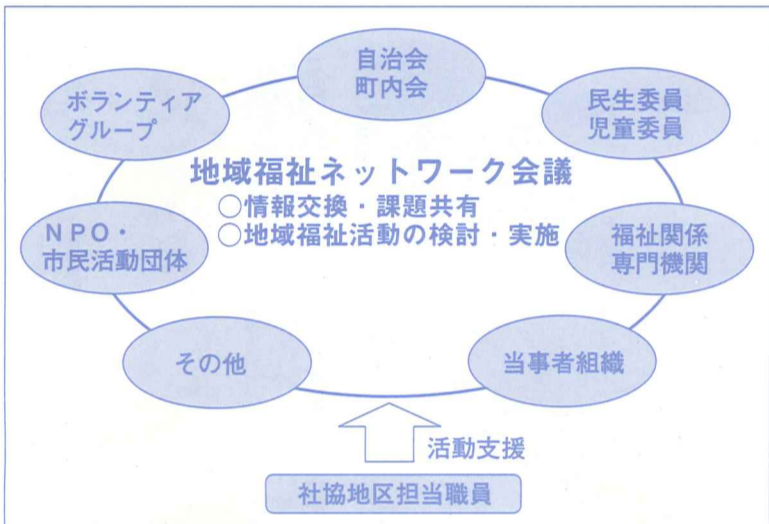 自治会
町内会
ボランティア
グループ
民生委員
児童委員
地域福祉ネットワーク会議
○情報交換・課題共有
○地域福祉活動の検討・実施
NPO・
市民活動団体
福祉関係
専門機関
その他
当事者組織
活動支援
社協地区担当職員